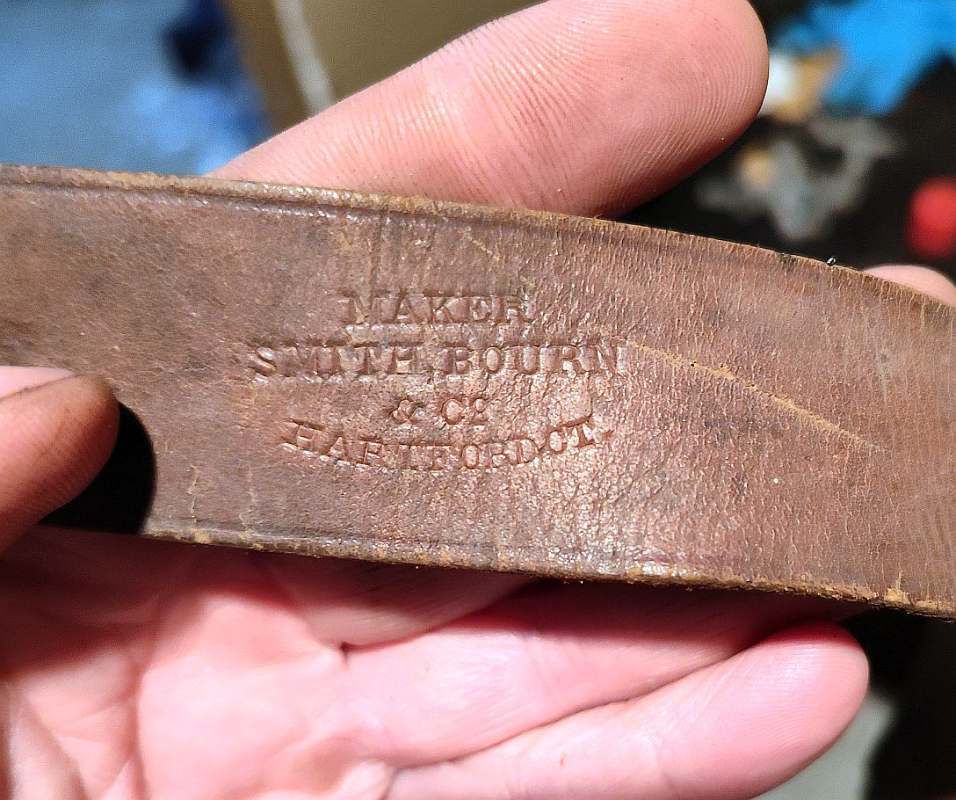 MAKER
SMITH. BOURN
& Co
HARTFORD.CT.